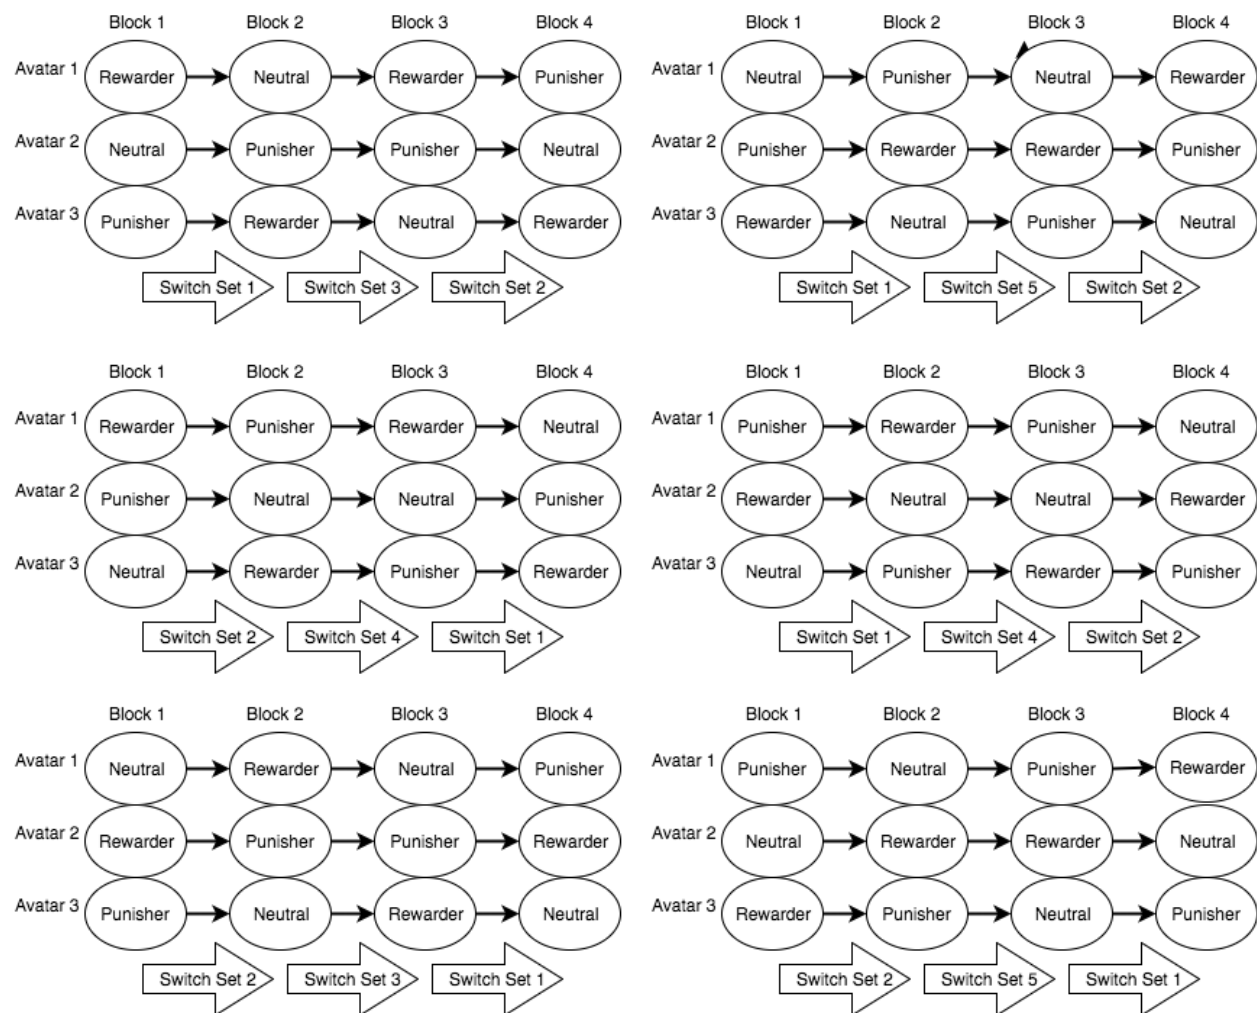 Block 1 Block 2 Block 3 Block 4
Avatar 1 Rewarder Neutral Rewarder Punisher
Avatar 2 Neutral Punisher Punisher Neutral
Avatar 3 Punisher Rewarder Neutral Rewarder
Switch Set 1 Switch Set 3 Switch Set 2
Block 1 Block 2 Block 3 Block 4
Avatar 1 Neutral Punisher Neutral Rewarder
Avatar 2 Punisher Rewarder Rewarder Punisher
Avatar 3 Rewarder Neutral Punisher Neutral
Switch Set 1 Switch Set 5 Switch Set 2
Block 1 Block 2 Block 3 Block 4
Avatar 1 Rewarder Punisher Rewarder Neutral
Avatar 2 Punisher Neutral Neutral Punisher
Avatar 3 Neutral Rewarder Punisher Rewarder
Switch Set 2 Switch Set 4 Switch Set 1
Block 1 Block 2 Block 3 Block 4
Avatar 1 Punisher Rewarder Punisher Neutral
Avatar 2 Rewarder Neutral Neutral Rewarder
Avatar 3 Neutral Punisher Rewarder Punisher
Switch Set 1 Switch Set 4 Switch Set 2
Block 1 Block 2 Block 3 Block 4
Avatar 1 Neutral Rewarder Neutral Punisher
Avatar 2 Rewarder Punisher Punisher Rewarder
Avatar 3 Punisher Neutral Rewarder Neutral
Switch Set 2 Switch Set 3 Switch Set 1
Block 1 Block 2 Block 3 Block 4
Avatar 1 Punisher Neutral Punisher Rewarder
Avatar 2 Neutral Rewarder Rewarder Neutral
Avatar 3 Rewarder Punisher Neutral Punisher
Switch Set 2 Switch Set 5 Switch Set 1